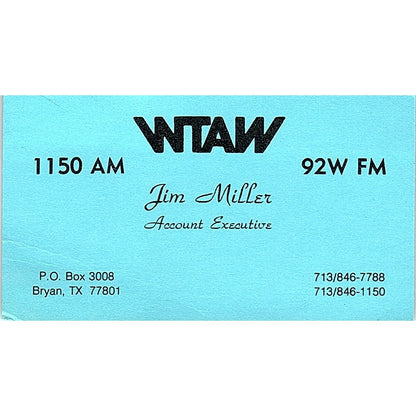 WTAW
1150 AM 92W FM
Jim Miller
Account Executive
P.O. Box 3008 713/846-7788
Bryan, TX 77801 713/846-1150